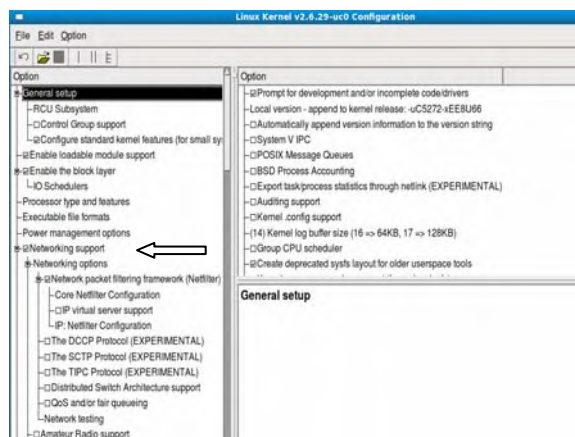 Linux Kernel v2.6.29-uc0 Configuration
File Edit Option
Option
General setup
RCU Subsystem
Control Group support
Configure standard kernel features (for small sy
Enable loadable module support
Enable the block layer
IO Schedulers
Processor type and features
Executable file formats
Power management options
Networking support
Networking options
Network packet filtering framework (Netfilter)
Core Netfilter Configuration
IP virtual server support
IP: Netfilter Configuration
The DCCP Protocol (EXPERIMENTAL)
The SCTP Protocol (EXPERIMENTAL)
The TIPC Protocol (EXPERIMENTAL)
Distributed Switch Architecture support
QoS and/or fair queueing
Network testing
Amateur Radio support
Option
Prompt for development and/or incomplete code/drivers
Local version - append to kernel release: -uC5272-xEE8U66
Automatically append version information to the version string
System V IPC
POSIX Message Queues
BSD Process Accounting
Export task/process statistics through netlink (EXPERIMENTAL)
Auditing support
Kernel .config support
(14) Kernel log buffer size (16 => 64KB, 17 => 128KB)
Group CPU scheduler
Create deprecated sysfs layout for older userspace tools
General setup